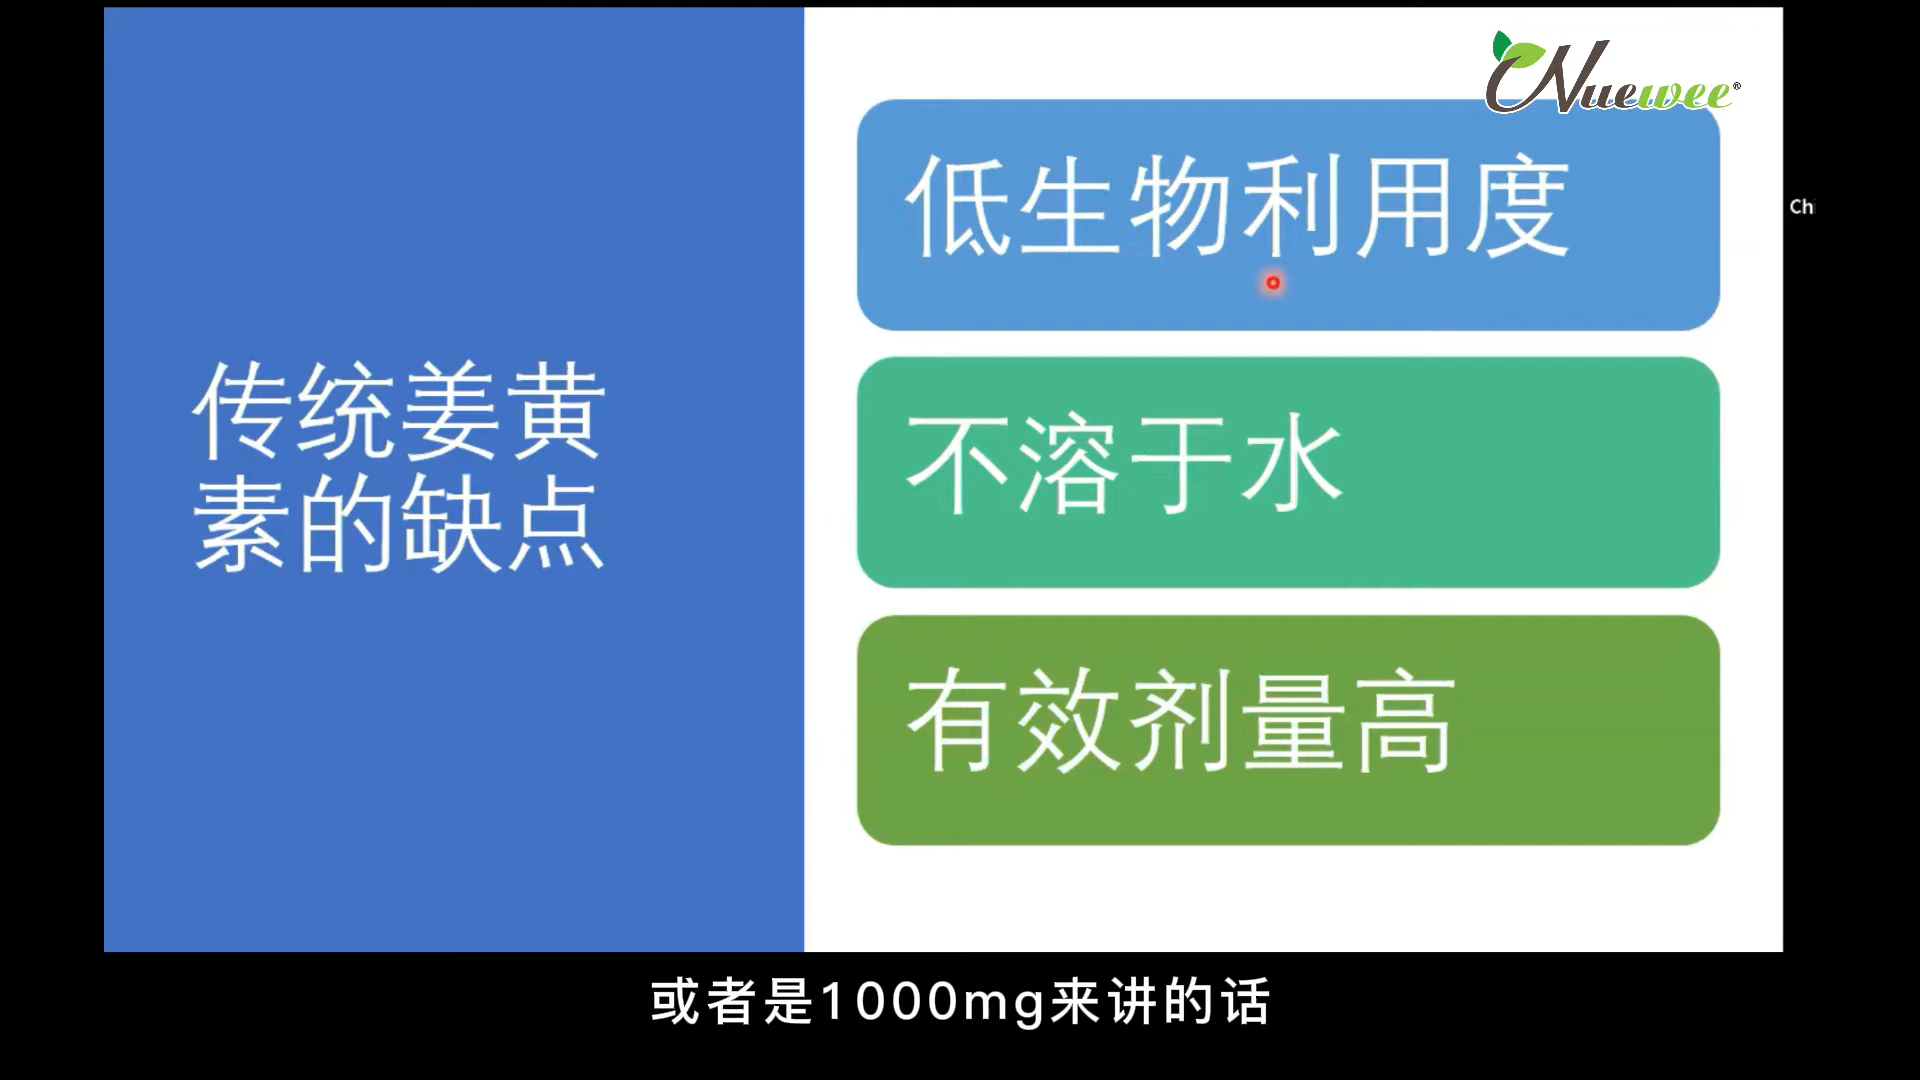 Nuewee®
低生物利用度
Ch
传统姜黄
素的缺点
不溶于水
有效剂量高
或者是1000mg来讲的话